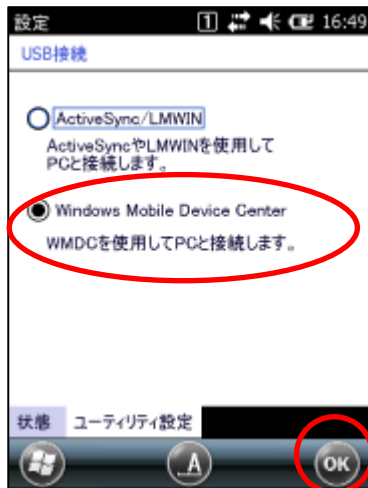 設定 1 16:49
USB接続
ActiveSync/LMWIN
ActiveSyncやLMWINを使用して
PCと接続します。
Windows Mobile Device Center
WMDCを使用してPCと接続します。
状態 ユーティリティ設定
A OK